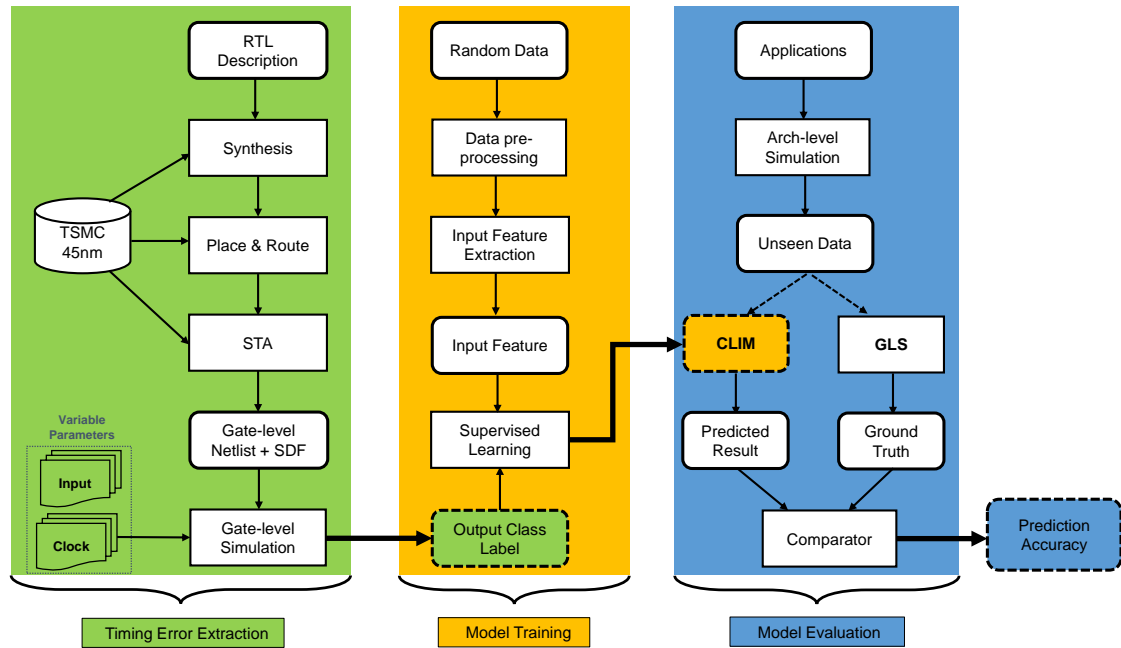 RTL
Description
Synthesis
TSMC
45nm
Place & Route
STA
Variable
Parameters
Input
Clock
Gate-level
Netlist + SDF
Gate-level
Simulation
Timing Error Extraction
Random Data
Data pre-
processing
Input Feature
Extraction
Input Feature
Supervised
Learning
Output Class
Label
Model Training
Applications
Arch-level
Simulation
Unseen Data
CLIM
GLS
Predicted
Result
Ground
Truth
Comparator
Prediction
Accuracy
Model Evaluation